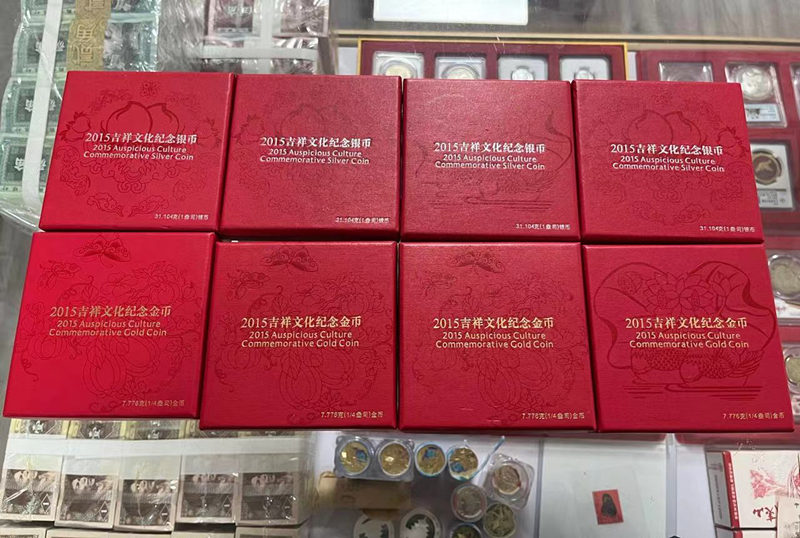 2015吉祥文化纪念银币
2015 Auspicious Culture
Commemorative Silver Coin
31.104克(1盎司)银币
2015吉祥文化纪念银币
2015 Auspicious Culture
Commemorative Silver Coin
31.104克(1盎司)银币
2015吉祥文化纪念银币
2015 Auspicious Culture
Commemorative Silver Coin
31.104克(1盎司)银币
2015吉祥文化纪念银币
2015 Auspicious Culture
Commemorative Silver Coin
31.104克(1盎司)银币
2015吉祥文化纪念金币
2015 Auspicious Culture
Commemorative Gold Coin
7.776克(1/4盎司)金币
2015吉祥文化纪念金币
2015 Auspicious Culture
Commemorative Gold Coin
7.776克(1/4盎司)金币
2015吉祥文化纪念金币
2015 Auspicious Culture
Commemorative Gold Coin
7.776克(1/4盎司)金币
2015吉祥文化纪念金币
2015 Auspicious Culture
Commemorative Gold Coin
7.776克(1/4盎司)金币